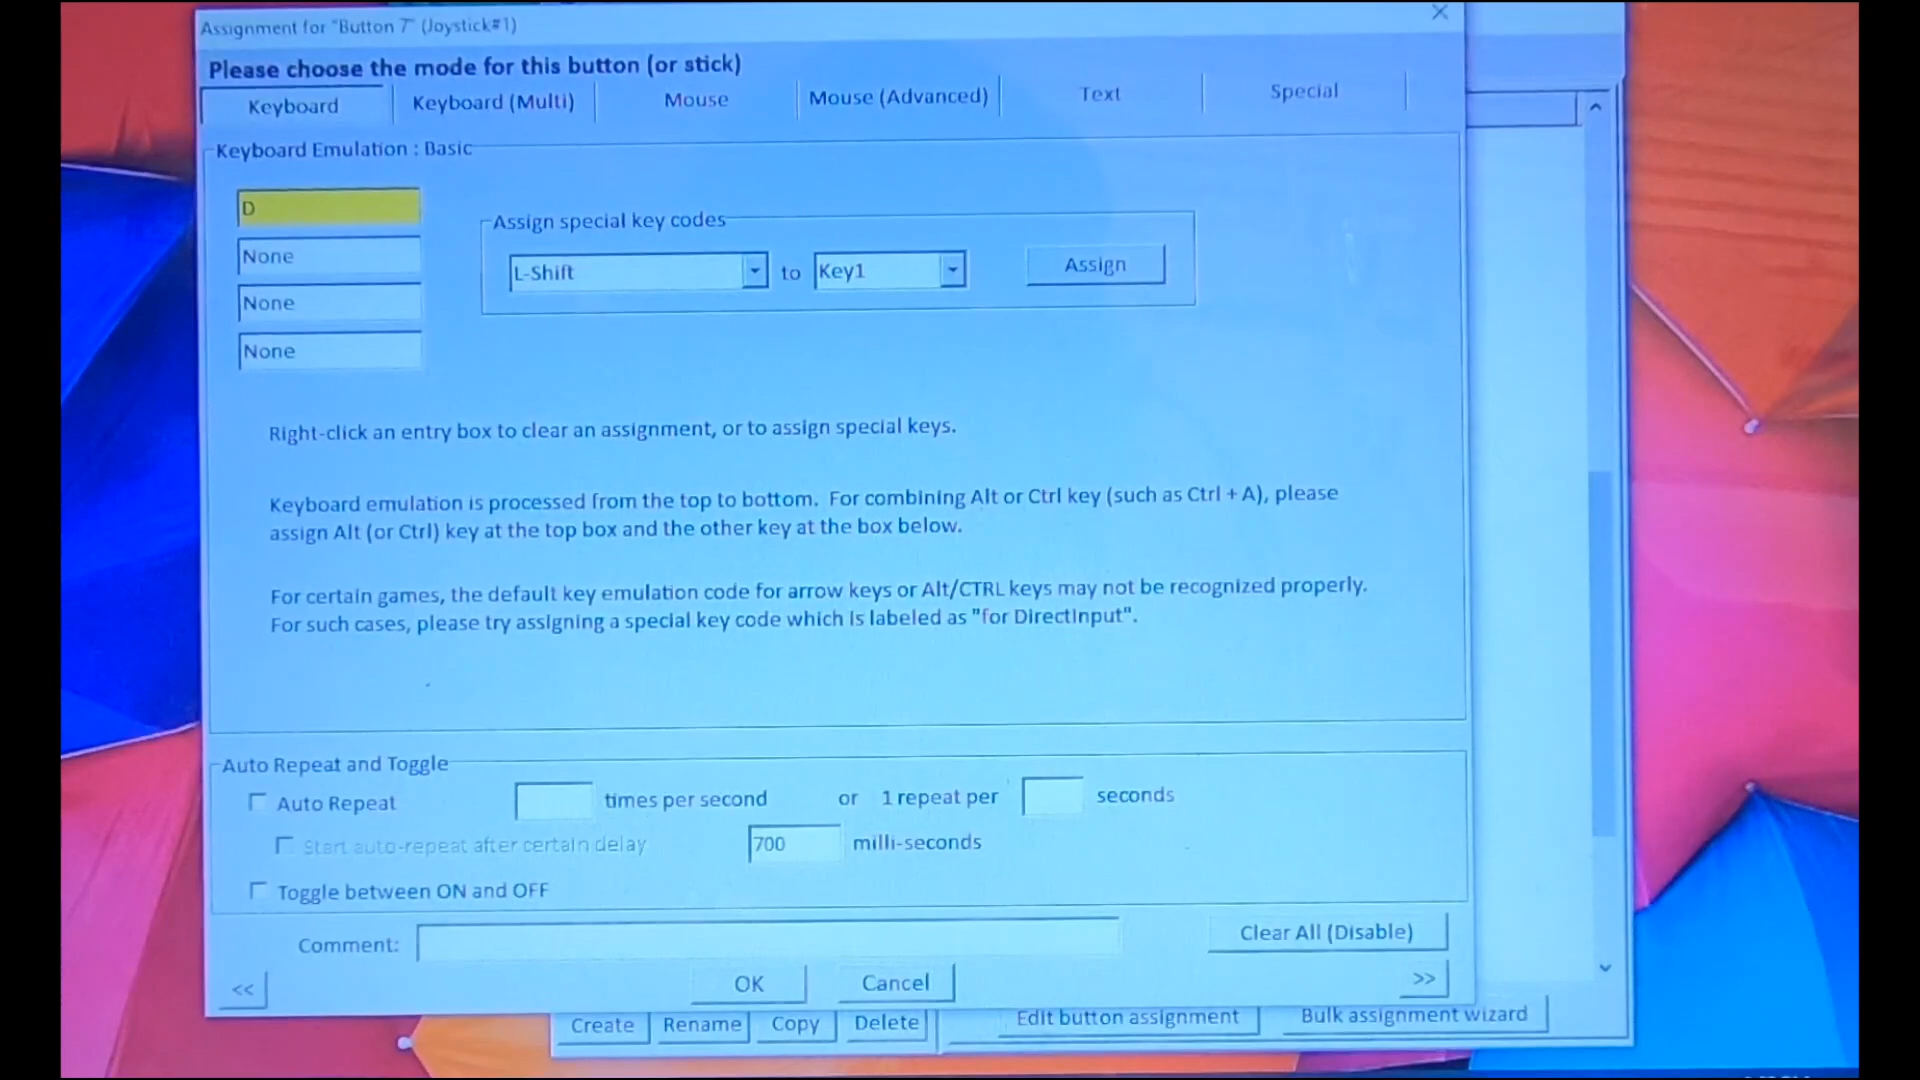 Assignment for "Button 7" (Joystick#1)
Please choose the mode for this button (or stick)
Keyboard Keyboard (Multi) Mouse Mouse (Advanced) Text Special
Keyboard Emulation : Basic
D
None
None
None
Assign special key codes
L-Shift to Key1 Assign
Right-click an entry box to clear an assignment, or to assign special keys.
Keyboard emulation is processed from the top to bottom. For combining Alt or Ctrl key (such as Ctrl + A), please
assign Alt (or Ctrl) key at the top box and the other key at the box below.
For certain games, the default key emulation code for arrow keys or Alt/CTRL keys may not be recognized properly.
For such cases, please try assigning a special key code which is labeled as "for DirectInput".
Auto Repeat and Toggle
Auto Repeat times per second or 1 repeat per seconds
Start auto-repeat after certain delay 700 milli-seconds
Toggle between ON and OFF
Comment: Clear All (Disable)
<< OK Cancel >>
Create Rename Copy Delete Edit button assignment Bulk assignment wizard